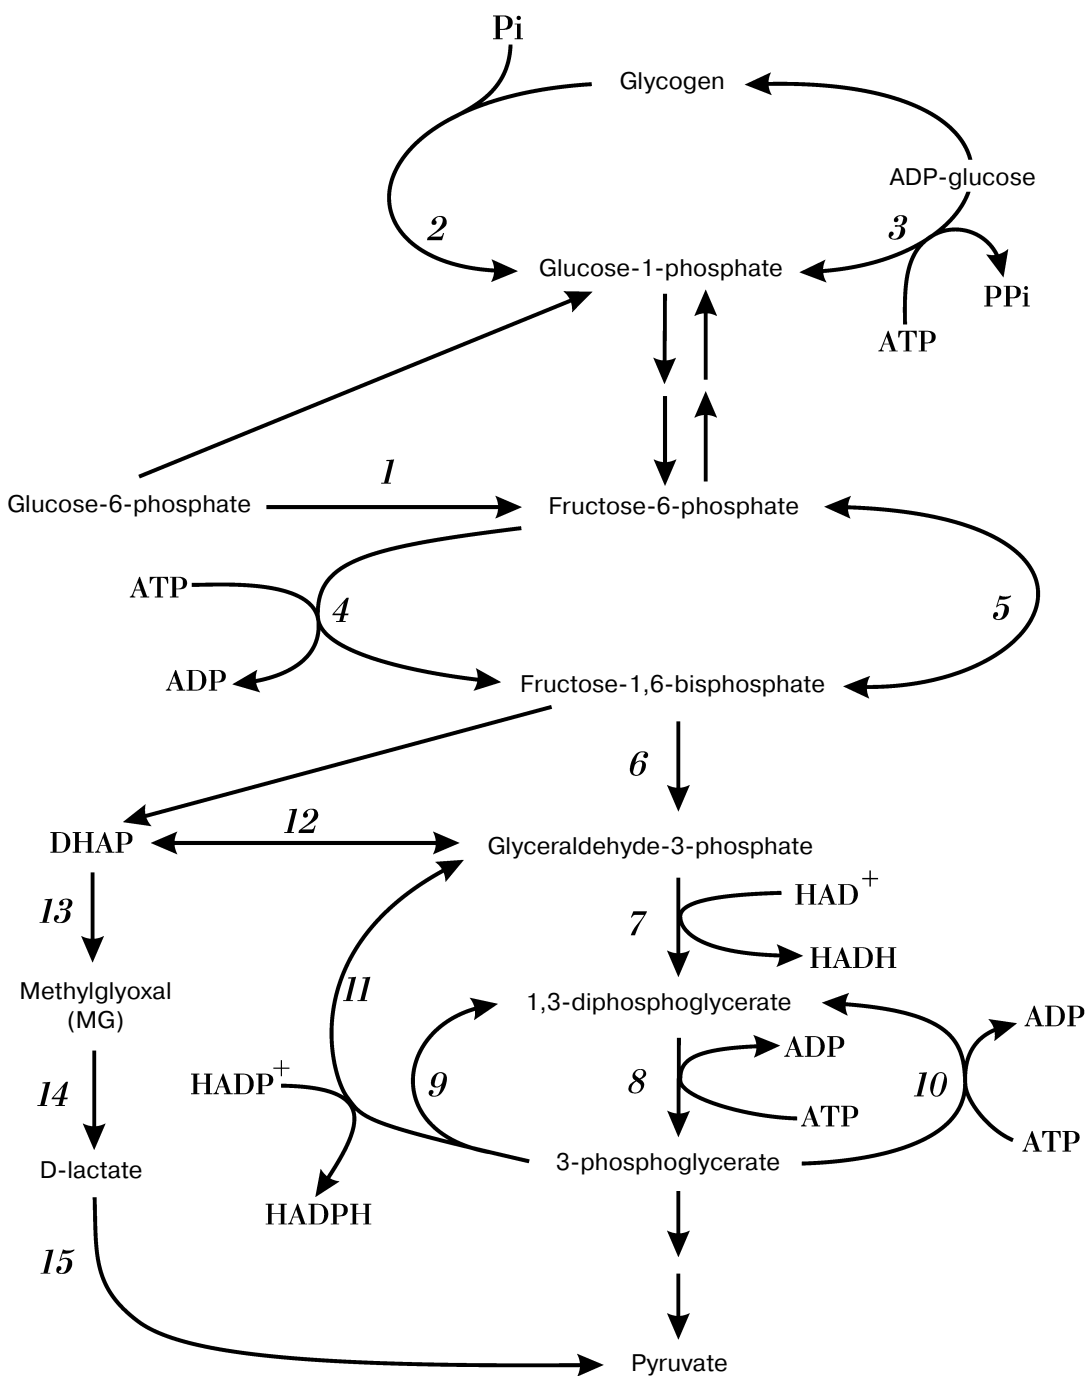 Pi
Glycogen
ADP-glucose
2
3
Glucose-1-phosphate
PPi
ATP
1
Glucose-6-phosphate
Fructose-6-phosphate
ATP
4
5
ADP
Fructose-1,6-bisphosphate
6
12
DHAP
Glyceraldehyde-3-phosphate
HAD+
13
7
HADH
Methylglyoxal
(MG)
11
1,3-diphosphoglycerate
ADP
ADP
HADP+
9
8
10
14
ATP
ATP
D-lactate
3-phosphoglycerate
HADPH
15
Pyruvate